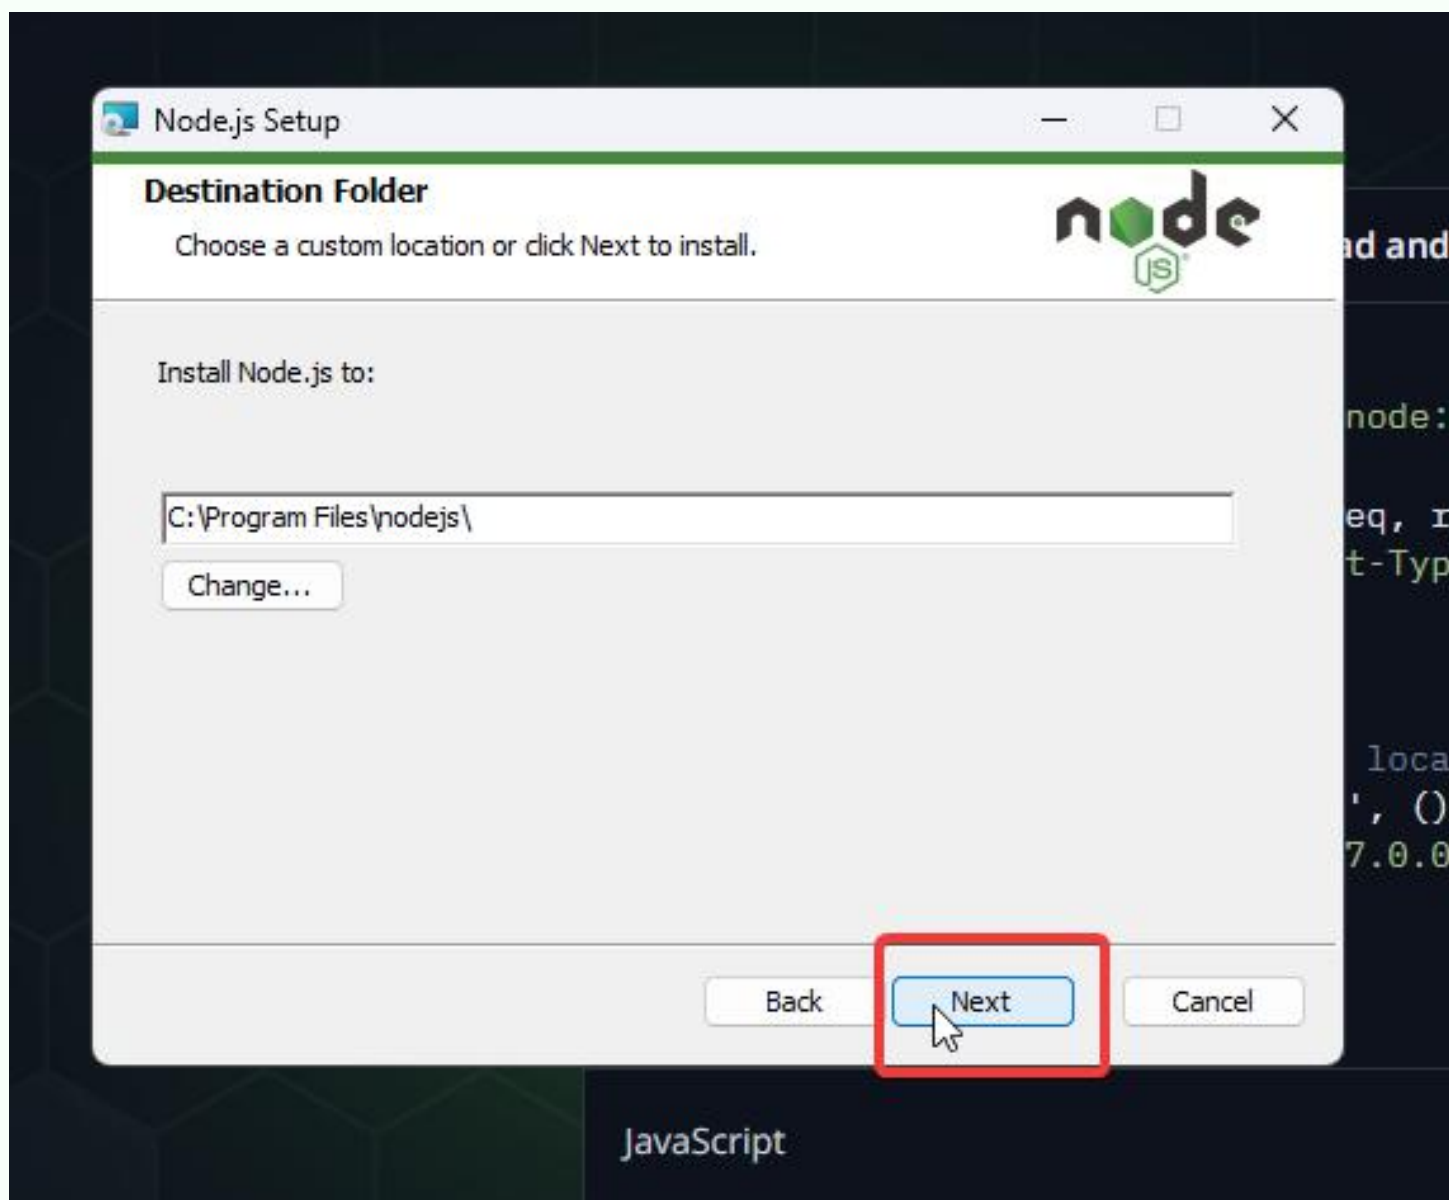 Node.js Setup
Destination Folder
Choose a custom location or click Next to install.
node
JS
Install Node.js to:
C:\Program Files\nodejs\
Change...
Back
Next
Cancel
ad and
node:
eq, r
t-Typ
loca
', ()
7.0.0
JavaScript